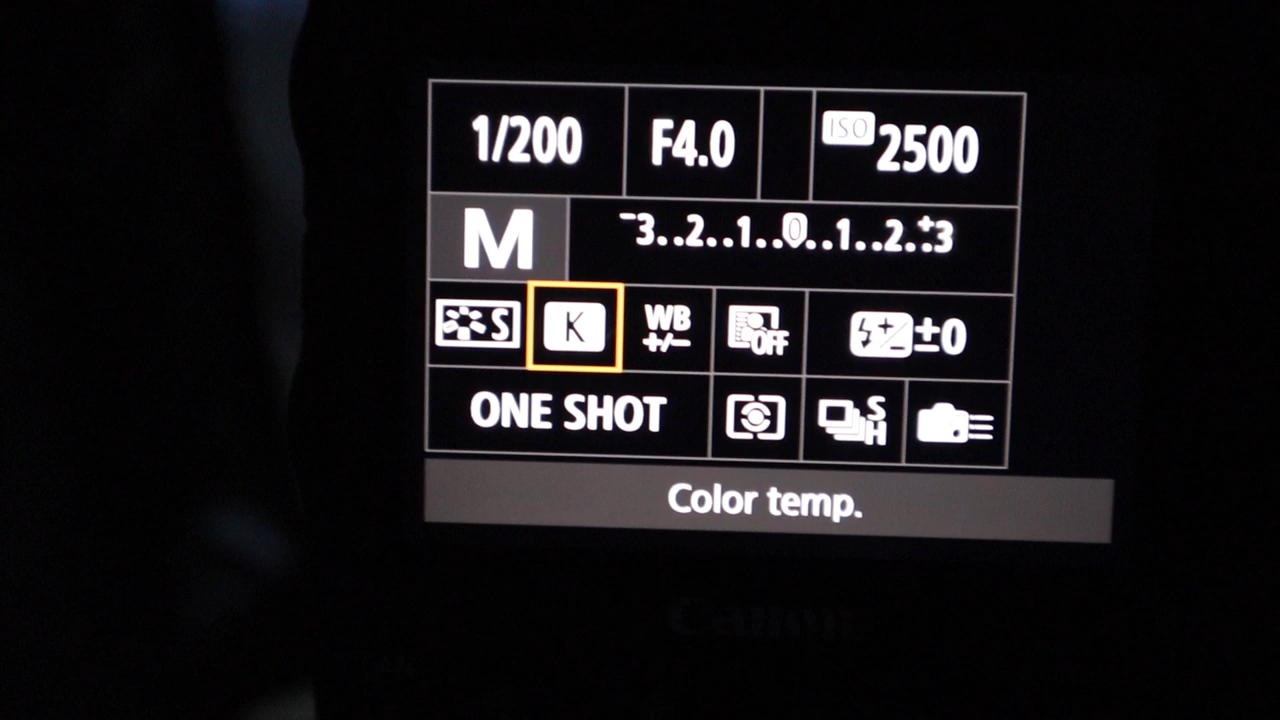 1/200 F4.0 ISO 2500
M -3..2..1..0..1..2..+3
S K WB +/- OFF ±0
ONE SHOT S H
Color temp.
Canon